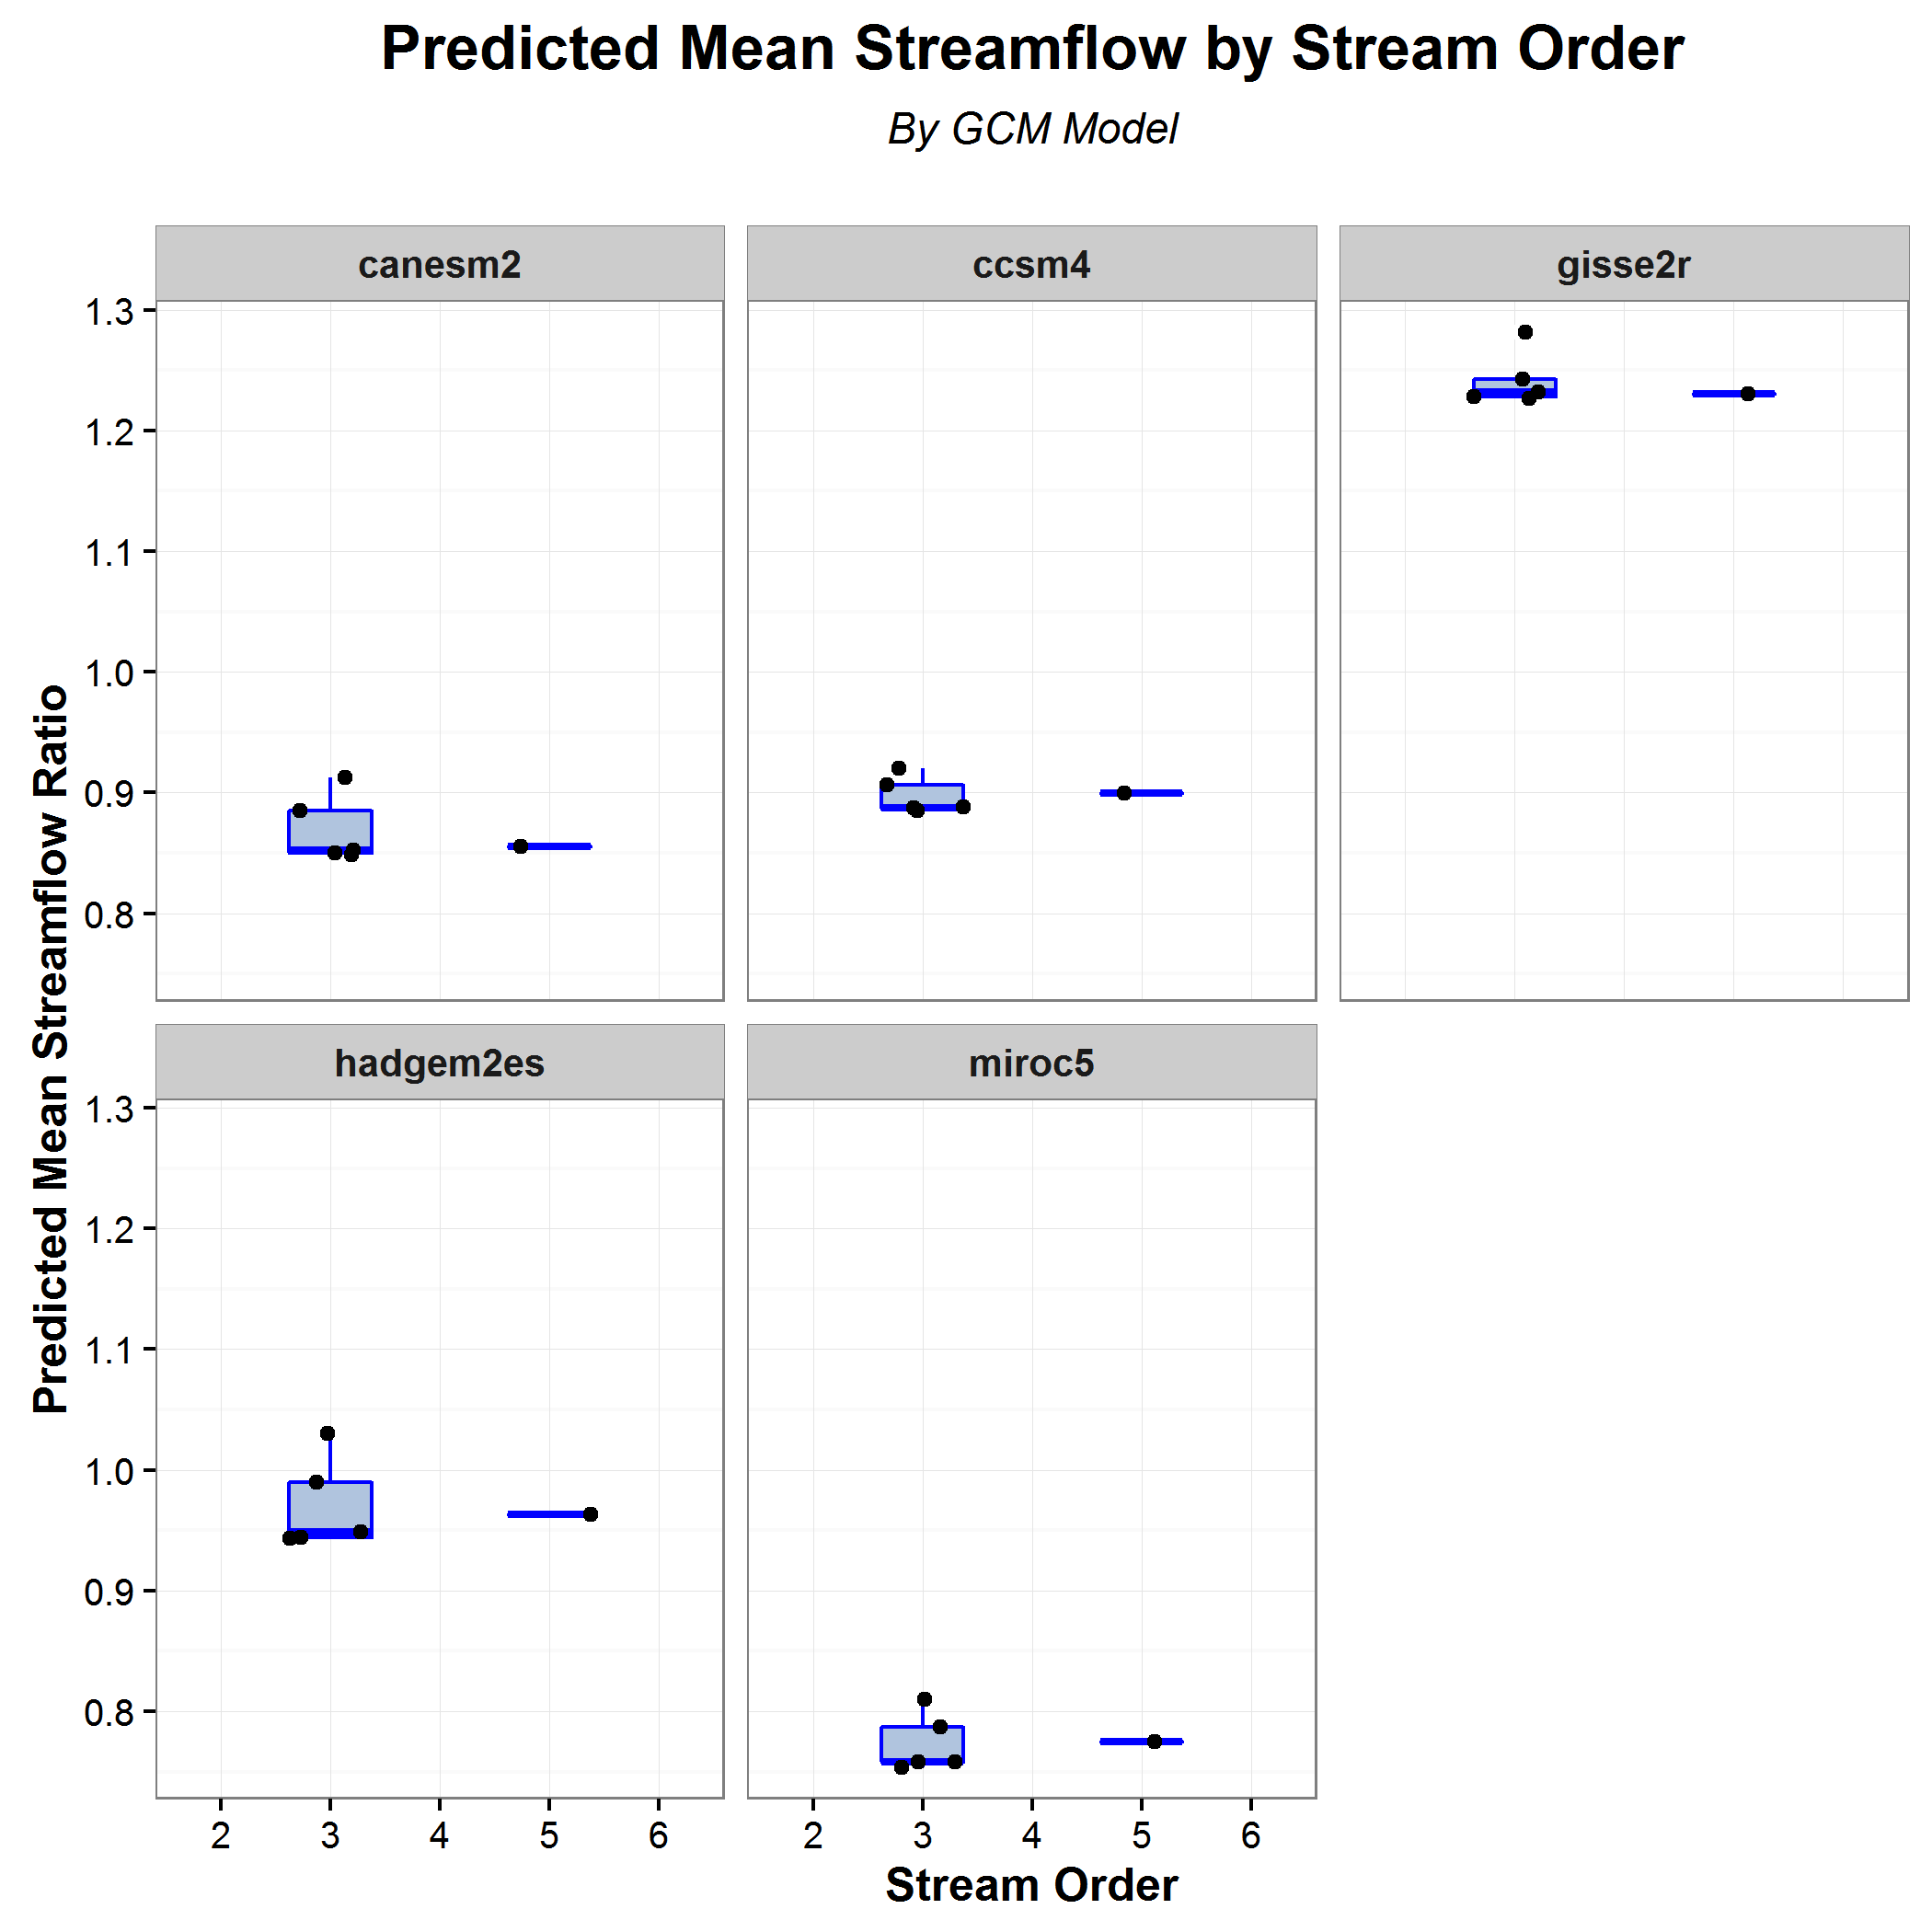 Predicted Mean Streamflow by Stream Order
By GCM Model
canesm2
ccsm4
gisse2r
1.3
1.2
1.1
1.0
0.9
0.8
Predicted Mean Streamflow Ratio
hadgem2es
miroc5
1.3
1.2
1.1
1.0
0.9
0.8
2 3 4 5 6
2 3 4 5 6
Stream Order